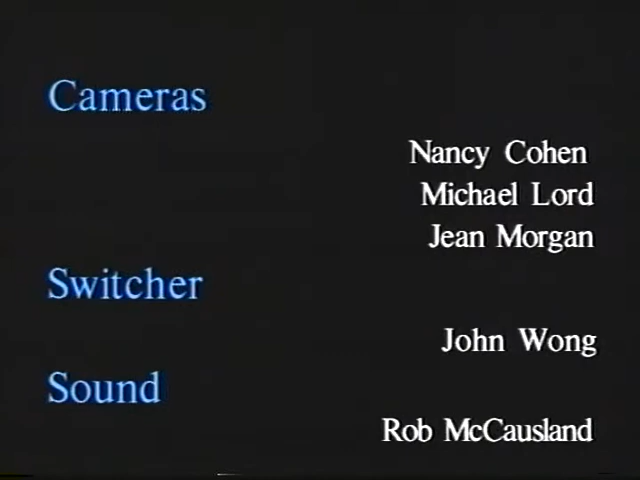 Cameras
Nancy Cohen
Michael Lord
Jean Morgan
Switcher
John Wong
Sound
Rob McCausland